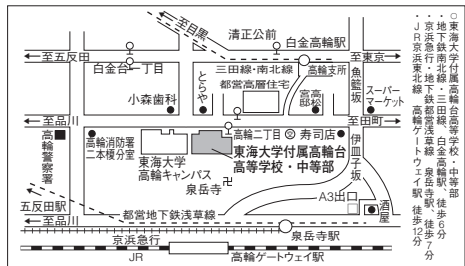 ○東海大学付属高輪台高等学校・中等部
・地下鉄南北線・三田線、白金高輪駅、徒歩6分
・京浜急行・地下鉄都営浅草線 泉岳寺駅、徒歩7分
・JR京浜東北線 高輪ゲートウェイ駅 徒歩12分
至目黒
清正公前
白金高輪駅
至五反田
至東京
白金台一丁目
とらや
三田線・南北線
高輪支所
都営高層住宅
魚籃坂
小森歯科
宮邸
高松
スーパーマーケット
至品川
至田町
高輪警察署
高輪消防署
二本榎分室
東海大学
高輪キャンパス
高輪二丁目
寿司店
東海大学付属高輪台
高等学校・中等部
伊皿子坂
泉岳寺
卍
A3出口
酒屋
五反田駅
至品川
都営地下鉄浅草線
京浜急行
泉岳寺駅
JR
高輪ゲートウェイ駅